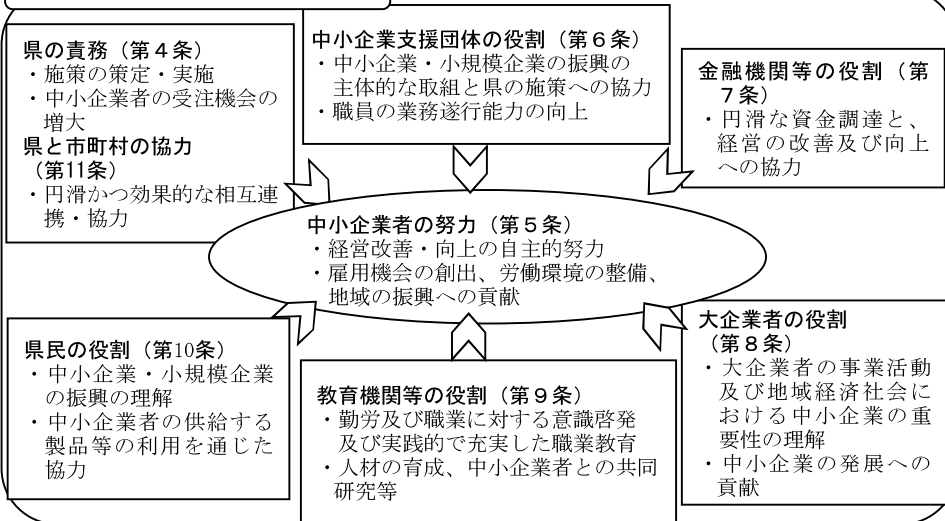 県の責務（第４条）
・施策の策定・実施
・中小企業者の受注機会の
増大
県と市町村の協力
（第11条）
・円滑かつ効果的な相互連
携・協力
中小企業支援団体の役割（第６条）
・中小企業・小規模企業の振興の
主体的な取組と県の施策への協力
・職員の業務遂行能力の向上
金融機関等の役割（第
７条）
・円滑な資金調達と、
経営の改善及び向上
への協力
中小企業者の努力（第５条）
・経営改善・向上の自主的努力
・雇用機会の創出、労働環境の整備、
地域の振興への貢献
県民の役割（第10条）
・中小企業・小規模企業
の振興の理解
・中小企業者の供給する
製品等の利用を通じた
協力
教育機関等の役割（第９条）
・勤労及び職業に対する意識啓発
及び実践的で充実した職業教育
・人材の育成、中小企業者との共同
研究等
大企業者の役割
（第８条）
・大企業者の事業活動
及び地域経済社会に
おける中小企業の重
要性の理解
・中小企業の発展への
貢献